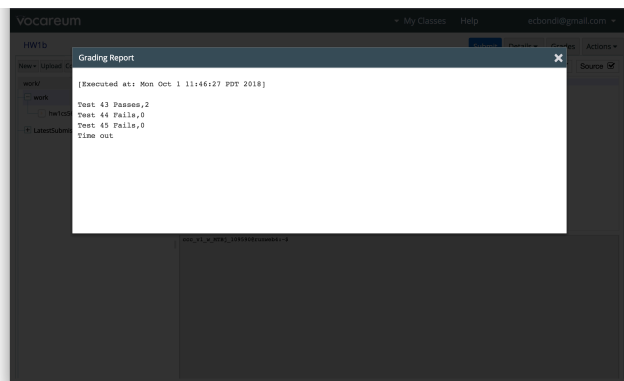 vocareum
My Classes Help ecbondi@gmail.com
HW1b
Submit Details Grades Actions
Grading Report
New Upload
Source
[Executed at: Mon Oct 1 11:46:27 PDT 2018]
work/
work
Test 43 Passes,2
Test 44 Fails,0
Test 45 Fails,0
Time out